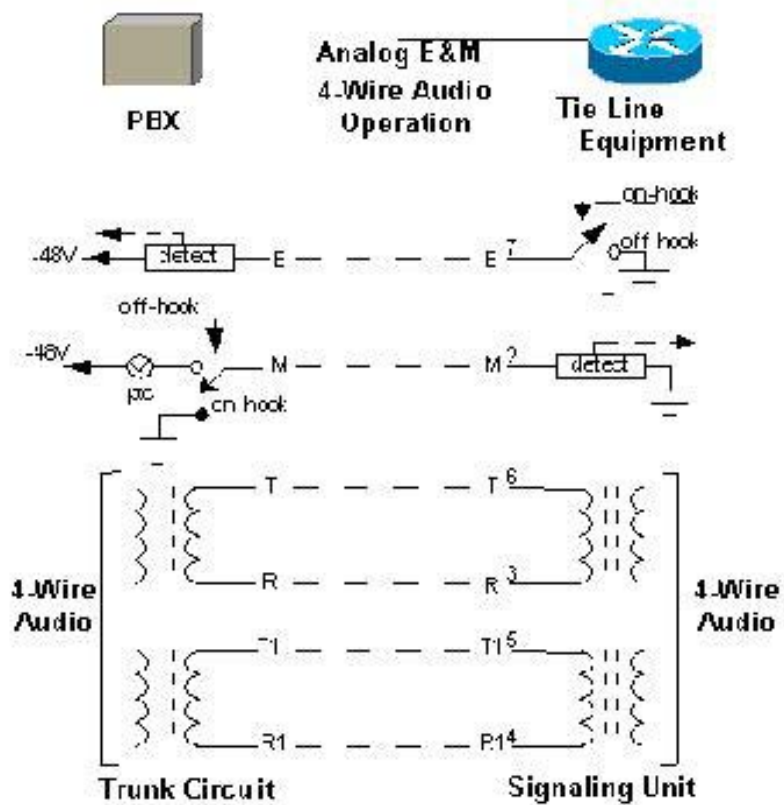 PBX
Analog E&M
4-Wire Audio
Operation
Tie Line
Equipment
on-hook
-48V
detect
E
E 7
off hook
off-hook
-48V
ptc
M
M 2
detect
on hook
T
T 6
R
R 3
4-Wire
Audio
4-Wire
Audio
T1
T1 5
R1
R1 4
Trunk Circuit
Signaling Unit